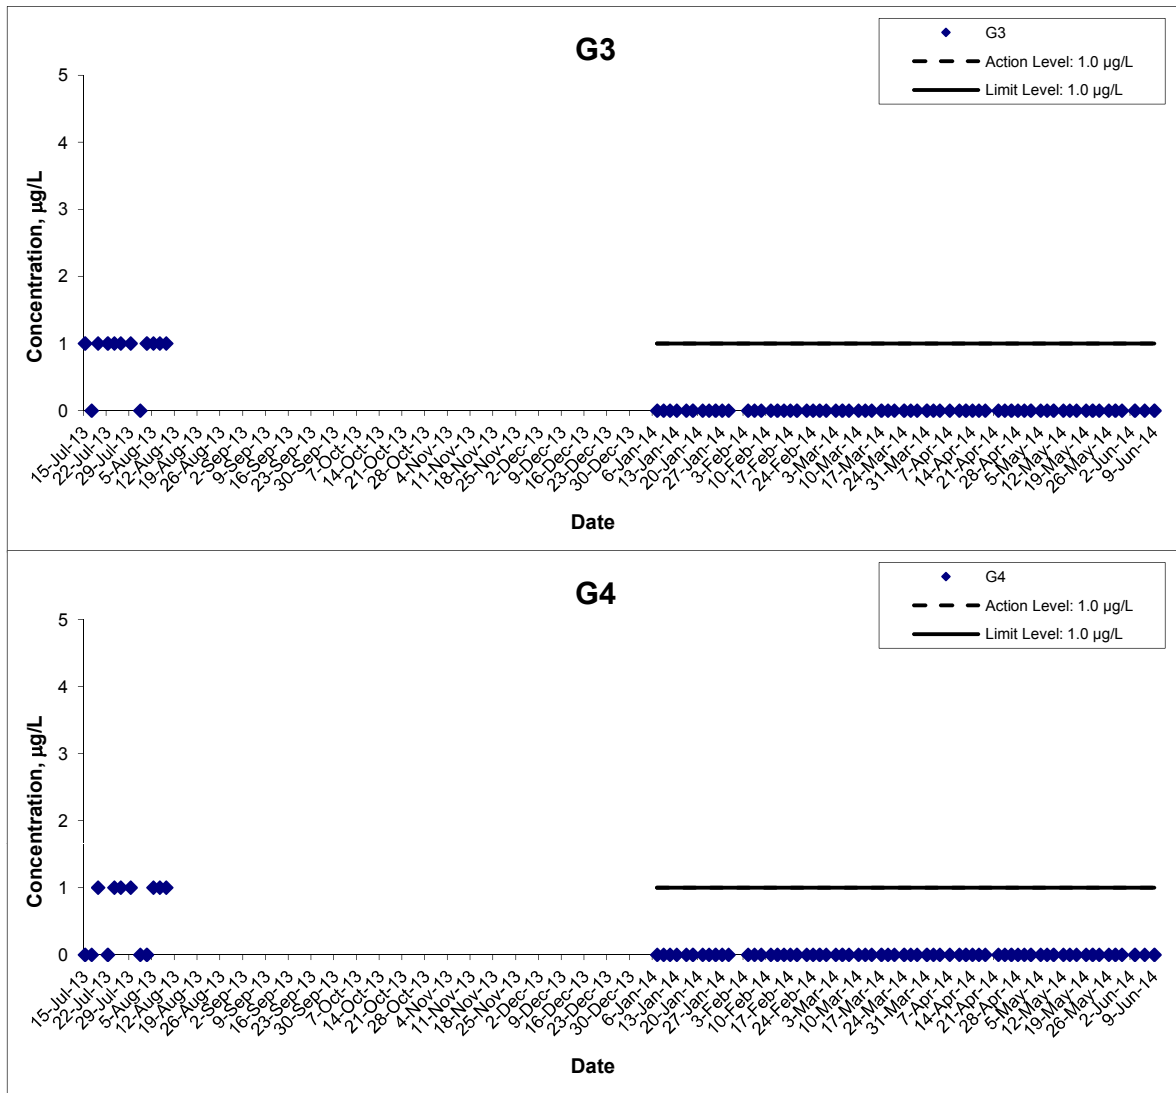 G3
G3
Action Level: 1.0 µg/L
Limit Level: 1.0 µg/L
5
4
3
2
1
0
Concentration, µg/L
15-Jul-13 22-Jul-13 29-Jul-13 5-Aug-13 12-Aug-13 19-Aug-13 26-Aug-13 2-Sep-13 9-Sep-13 16-Sep-13 23-Sep-13 30-Sep-13 7-Oct-13 14-Oct-13 21-Oct-13 28-Oct-13 4-Nov-13 11-Nov-13 18-Nov-13 25-Nov-13 2-Dec-13 9-Dec-13 16-Dec-13 23-Dec-13 30-Dec-13 6-Jan-14 13-Jan-14 20-Jan-14 27-Jan-14 3-Feb-14 10-Feb-14 17-Feb-14 24-Feb-14 3-Mar-14 10-Mar-14 17-Mar-14 24-Mar-14 31-Mar-14 7-Apr-14 14-Apr-14 21-Apr-14 28-Apr-14 5-May-14 12-May-14 19-May-14 26-May-14 2-Jun-14 9-Jun-14
Date
G4
G4
Action Level: 1.0 µg/L
Limit Level: 1.0 µg/L
5
4
3
2
1
0
Concentration, µg/L
15-Jul-13 22-Jul-13 29-Jul-13 5-Aug-13 12-Aug-13 19-Aug-13 26-Aug-13 2-Sep-13 9-Sep-13 16-Sep-13 23-Sep-13 30-Sep-13 7-Oct-13 14-Oct-13 21-Oct-13 28-Oct-13 4-Nov-13 11-Nov-13 18-Nov-13 25-Nov-13 2-Dec-13 9-Dec-13 16-Dec-13 23-Dec-13 30-Dec-13 6-Jan-14 13-Jan-14 20-Jan-14 27-Jan-14 3-Feb-14 10-Feb-14 17-Feb-14 24-Feb-14 3-Mar-14 10-Mar-14 17-Mar-14 24-Mar-14 31-Mar-14 7-Apr-14 14-Apr-14 21-Apr-14 28-Apr-14 5-May-14 12-May-14 19-May-14 26-May-14 2-Jun-14 9-Jun-14
Date